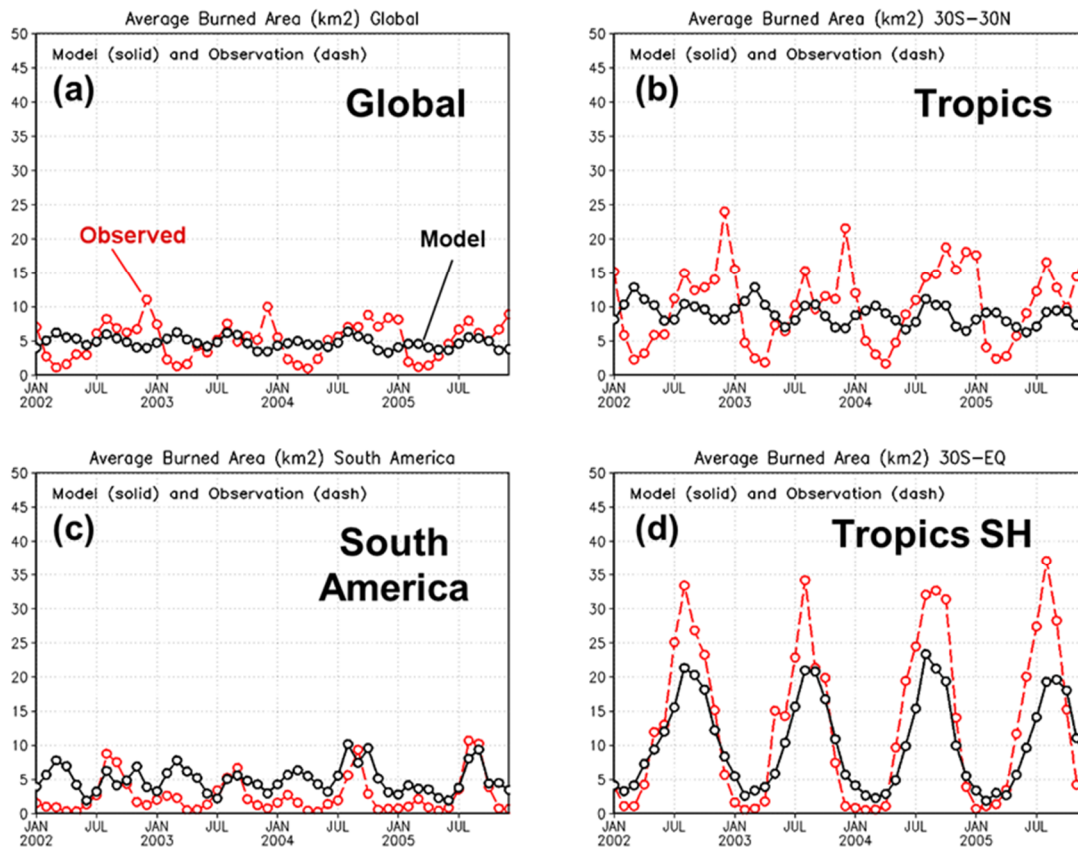 Average Burned Area (km2) Global
Model (solid) and Observation (dash)
(a)
Global
Observed
Model
50
45
40
35
30
25
20
15
10
5
0
JAN JUL JAN JUL JAN JUL JAN JUL
2002 2003 2004 2005
Average Burned Area (km2) 30S-30N
Model (solid) and Observation (dash)
(b)
Tropics
50
45
40
35
30
25
20
15
10
5
0
JAN JUL JAN JUL JAN JUL JAN JUL
2002 2003 2004 2005
Average Burned Area (km2) South America
Model (solid) and Observation (dash)
(c)
South
America
50
45
40
35
30
25
20
15
10
5
0
JAN JUL JAN JUL JAN JUL JAN JUL
2002 2003 2004 2005
Average Burned Area (km2) 30S-EQ
Model (solid) and Observation (dash)
(d)
Tropics SH
50
45
40
35
30
25
20
15
10
5
0
JAN JUL JAN JUL JAN JUL JAN JUL
2002 2003 2004 2005